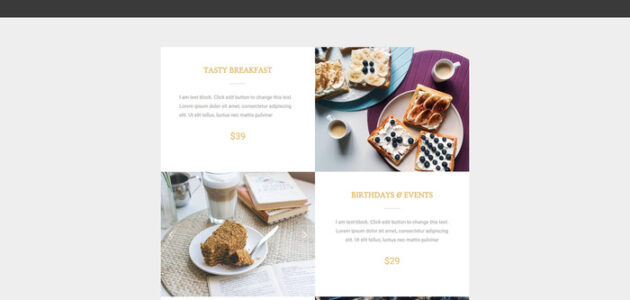 TASTY BREAKFAST
I am text block. Click edit button to change this text.
Lorem ipsum dolor sit amet, consectetur adipiscing
elit. Ut elit tellus, luctus nec mattis pulvinar
$39
BIRTHDAYS & EVENTS
I am text block. Click edit button to change this text.
Lorem ipsum dolor sit amet, consectetur adipiscing
elit. Ut elit tellus, luctus nec mattis pulvinar
$29